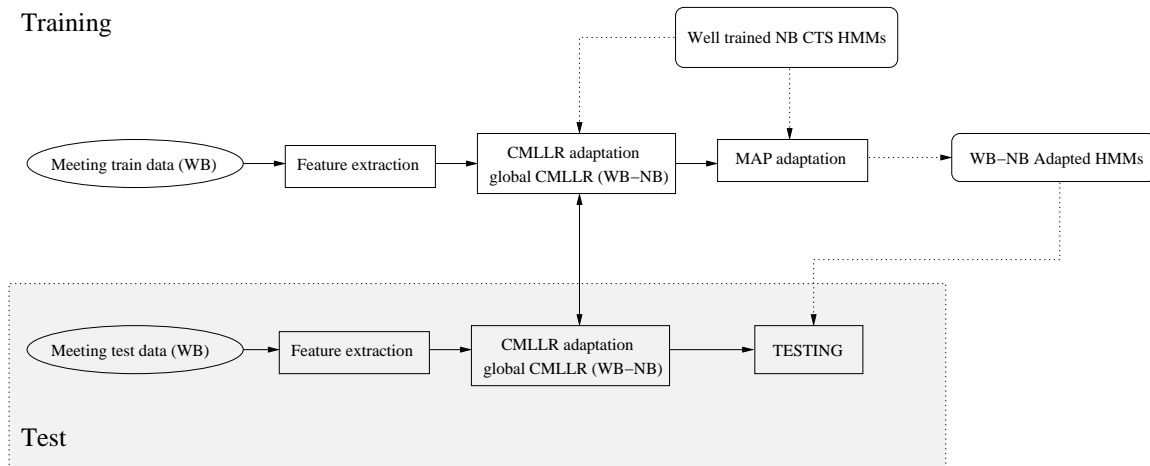 Training
Well trained NB CTS HMMs
Meeting train data (WB)
Feature extraction
CMLLR adaptation
global CMLLR (WB−NB)
MAP adaptation
WB−NB Adapted HMMs
Meeting test data (WB)
Feature extraction
CMLLR adaptation
global CMLLR (WB−NB)
TESTING
Test